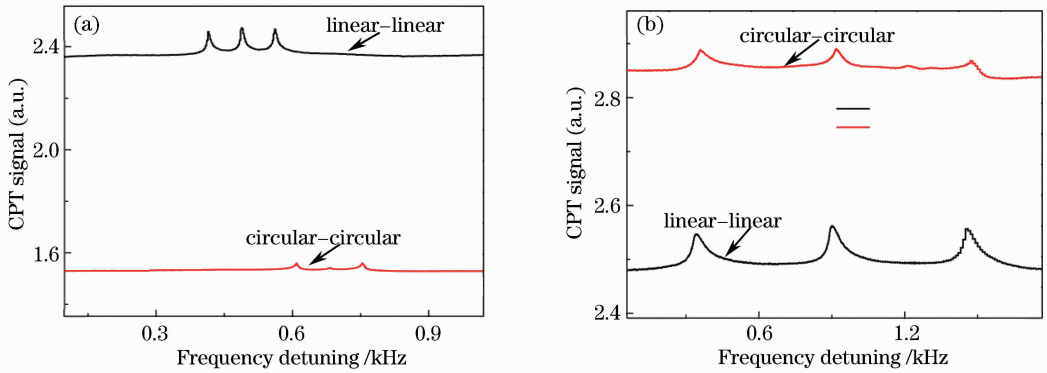 (a)
linear–linear
circular–circular
2.4
2.0
1.6
CPT signal (a.u.)
0.3 0.6 0.9
Frequency detuning /kHz
(b)
circular–circular
linear–linear
2.8
2.6
2.4
CPT signal (a.u.)
0.6 1.2
Frequency detuning /kHz